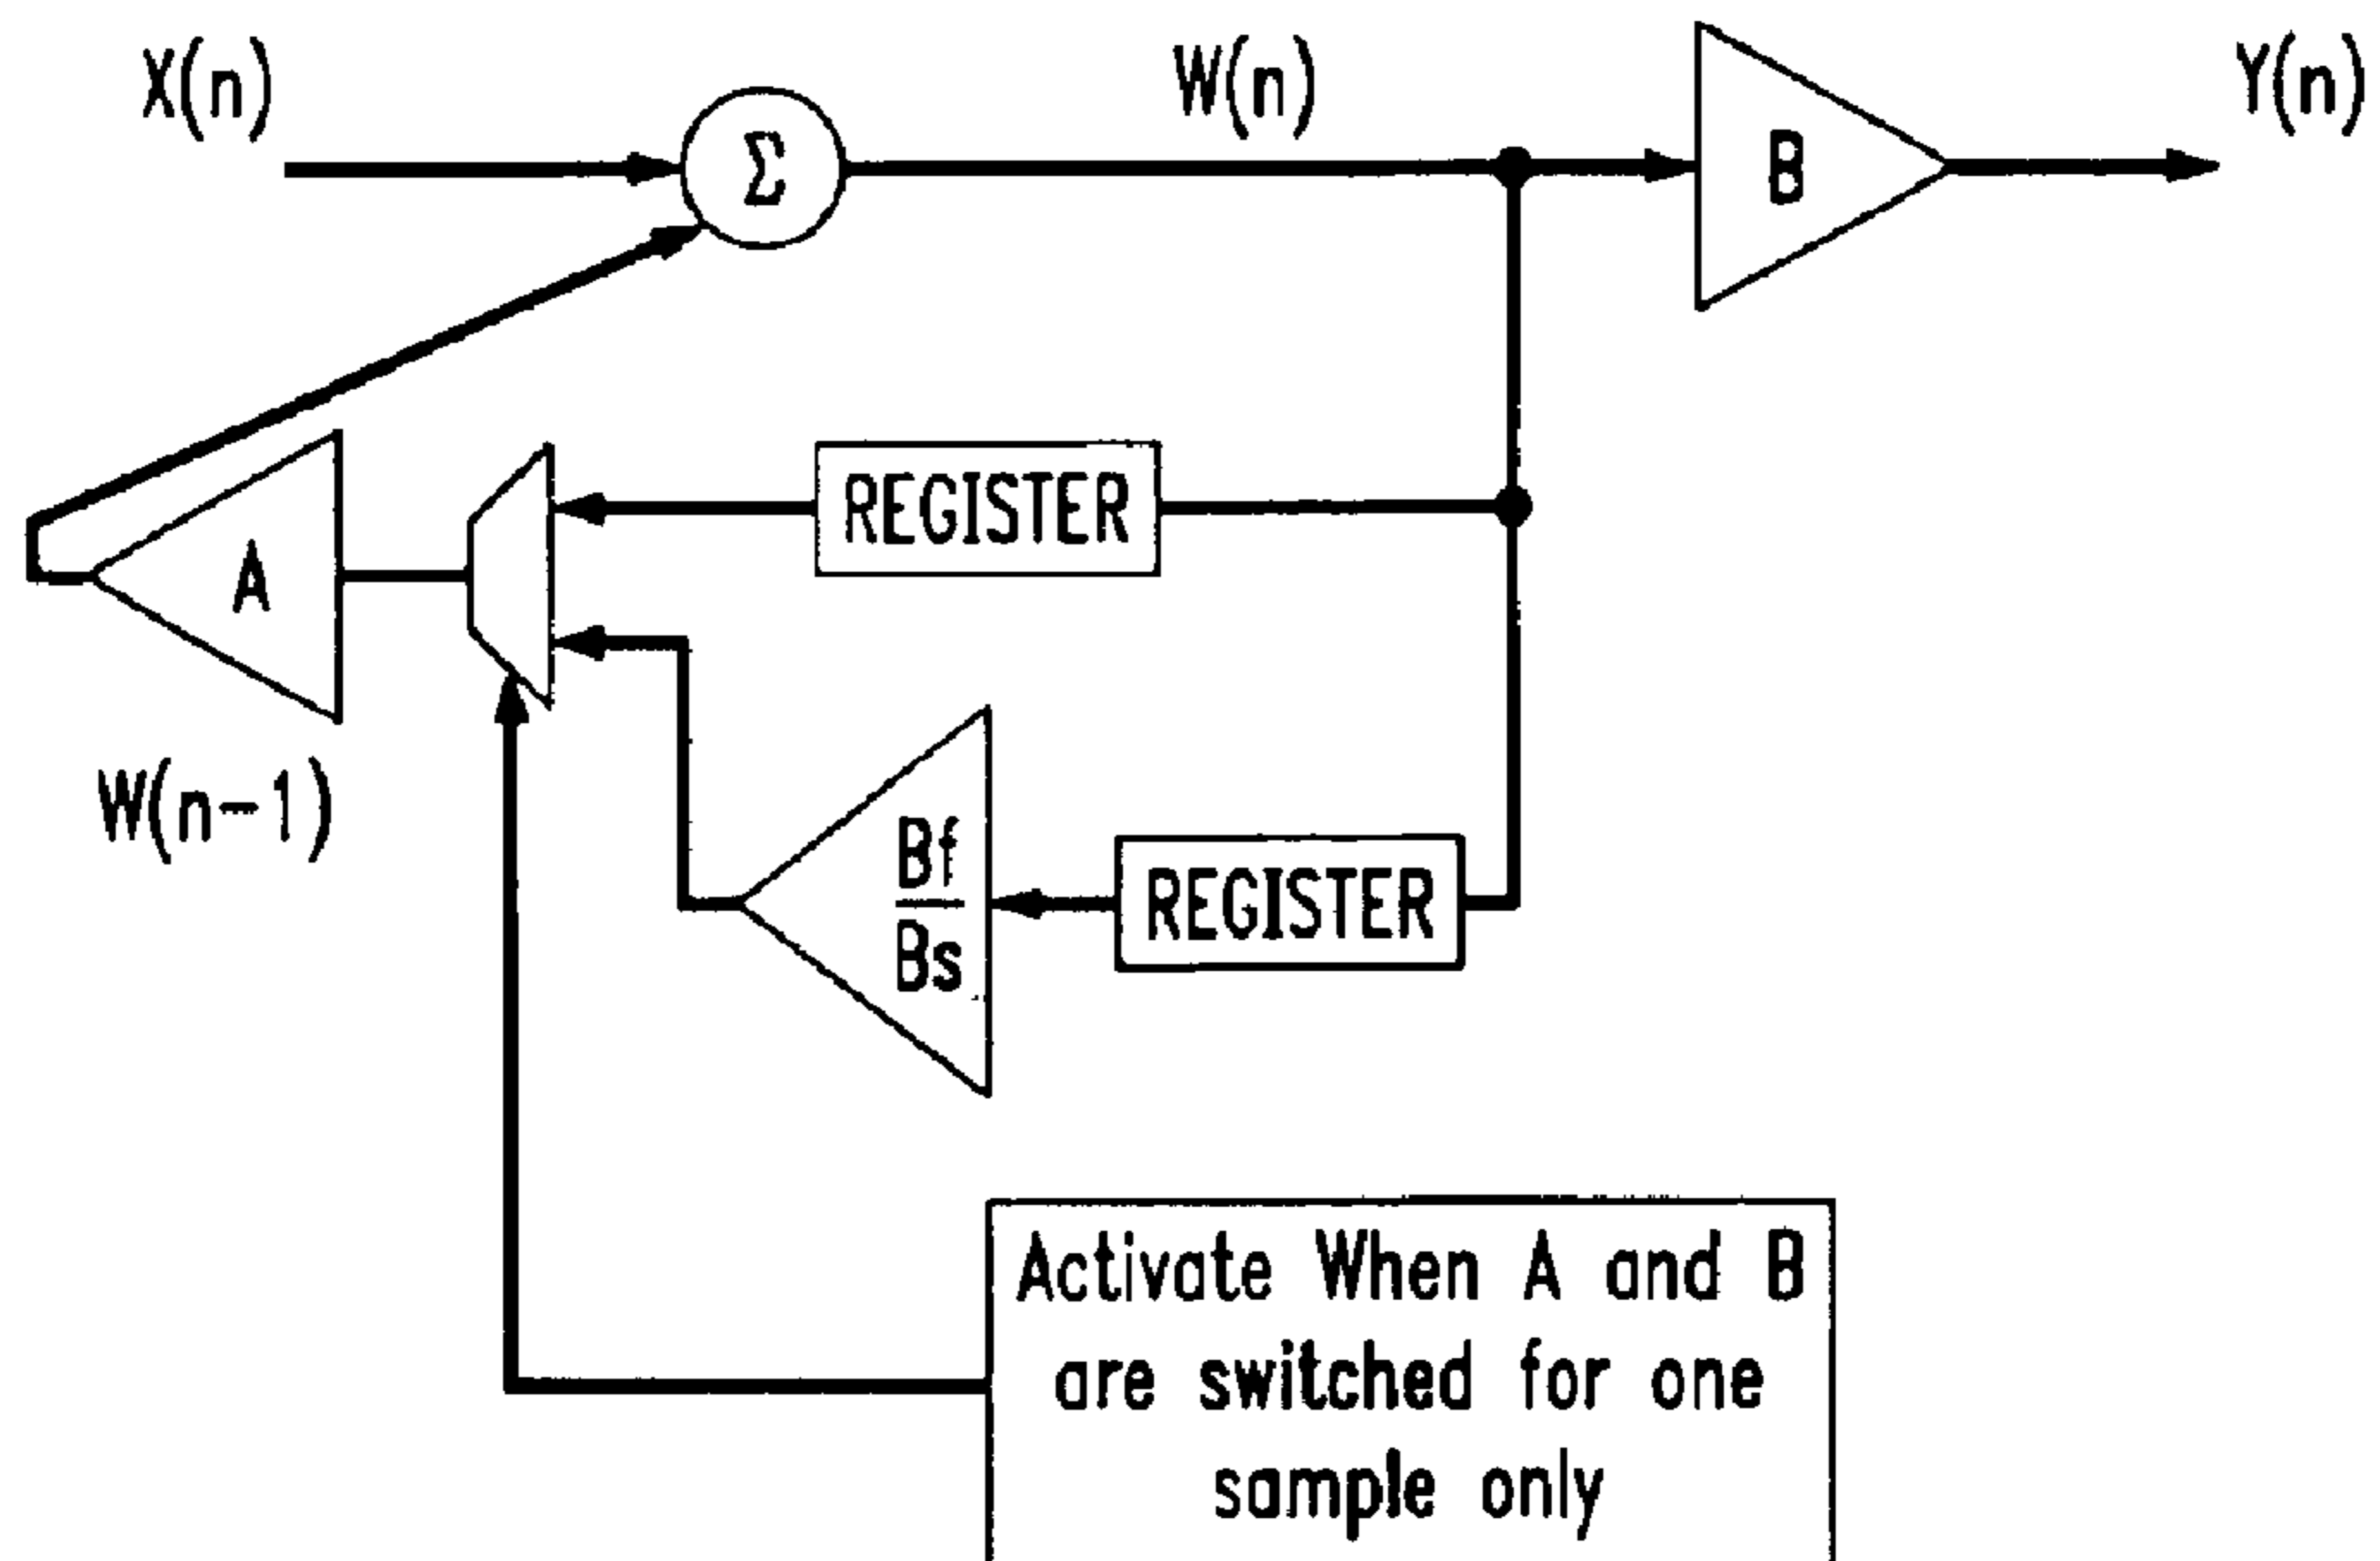 X(n)
W(n)
Y(n)
Σ
B
REGISTER
A
W(n-1)
Bf
Bs
REGISTER
Activate When A and B
are switched for one
sample only